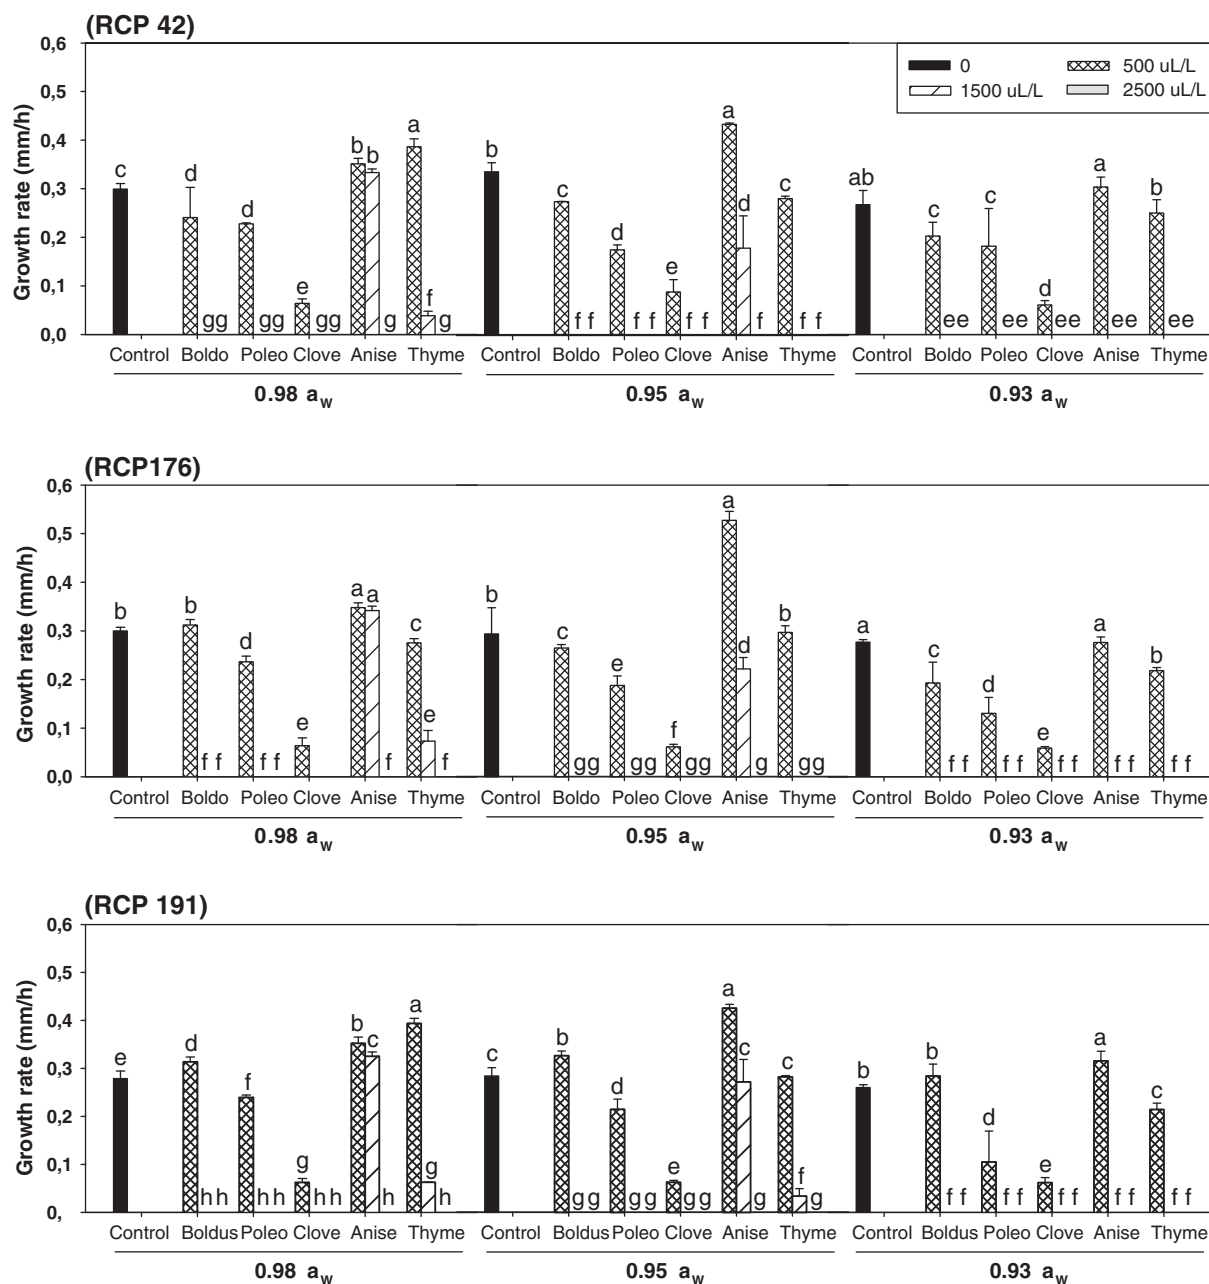 (RCP 42)
0,6
0,5
0,4
0,3
0,2
0,1
0,0
Growth rate (mm/h)
0 500 uL/L
1500 uL/L 2500 uL/L
c d gg d gg e gg b b g a f g
b c f f d f f e f f a d f c f f
ab c ee c ee d ee a ee b ee
Control Boldo Poleo Clove Anise Thyme Control Boldo Poleo Clove Anise Thyme Control Boldo Poleo Clove Anise Thyme
0.98 aw 0.95 aw 0.93 aw
(RCP176)
0,6
0,5
0,4
0,3
0,2
0,1
0,0
Growth rate (mm/h)
b b f f d f f e a a f c e f
b c gg e gg f gg a d g b gg
a c f f d f f e f f a f f b f f
Control Boldo Poleo Clove Anise Thyme Control Boldo Poleo Clove Anise Thyme Control Boldo Poleo Clove Anise Thyme
0.98 aw 0.95 aw 0.93 aw
(RCP 191)
0,6
0,5
0,4
0,3
0,2
0,1
0,
Growth rate (mm/h)
e d h h f h h g h h b c h a g h
c b g g d g g e g g a c g c f g
b b f f d f f e f f a f f c f f
Control Boldus Poleo Clove Anise Thyme Control Boldus Poleo Clove Anise Thyme Control Boldus Poleo Clove Anise Thyme
0.98 aw 0.95 aw 0.93 aw